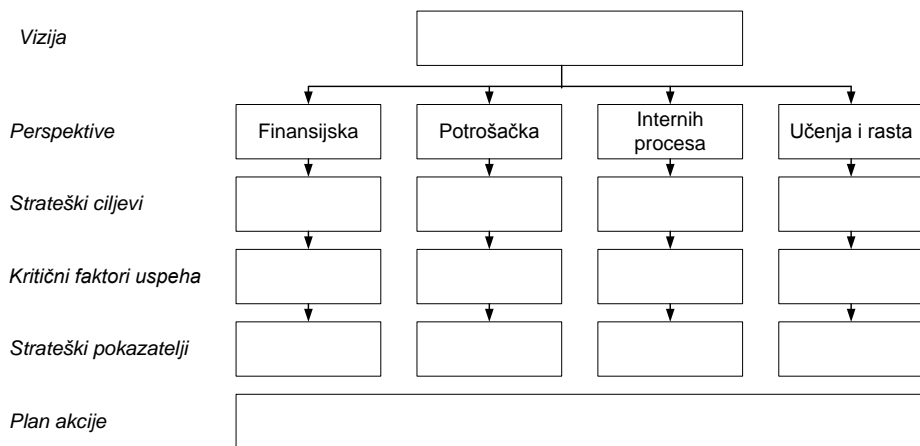 Vizija
Perspektive
Finansijska
Potrošačka
Internih
procesa
Učenja i rasta
Strateški ciljevi
Kritični faktori uspeha
Strateški pokazatelji
Plan akcije